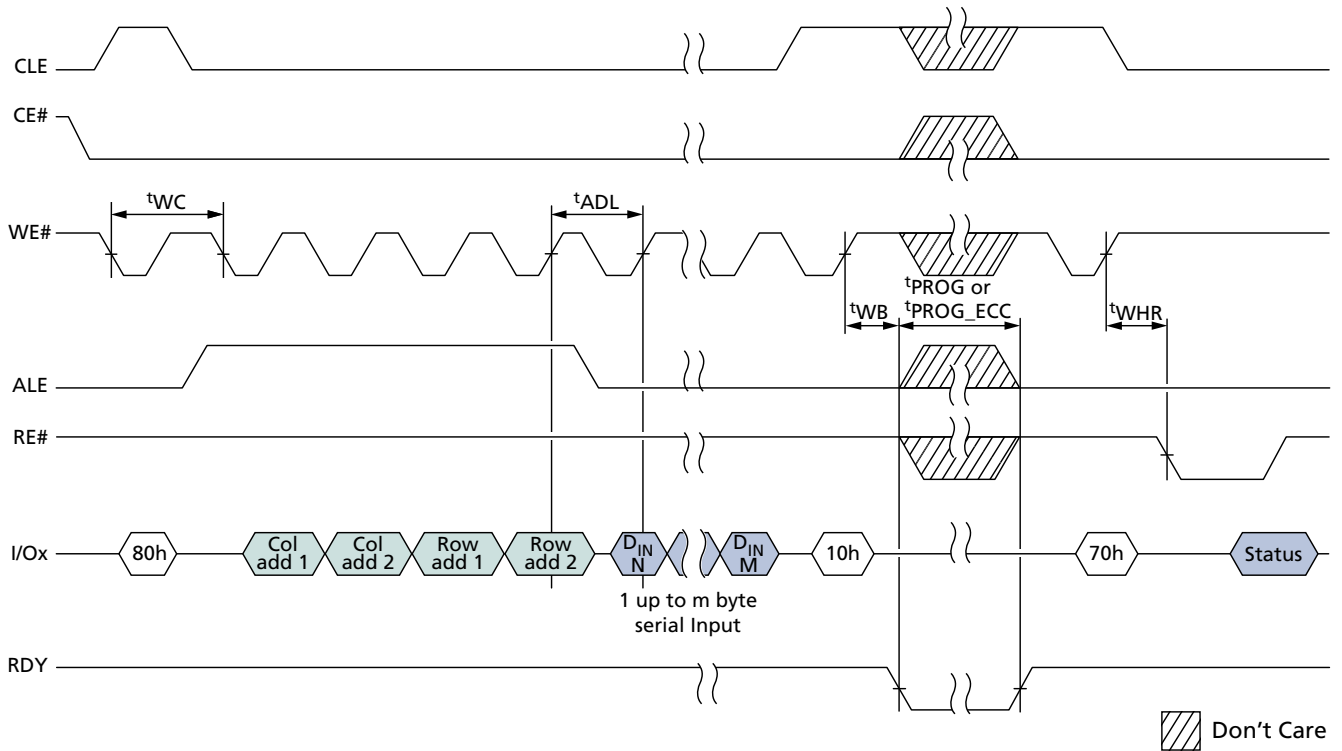 CLE
CE#
tWC
tADL
WE#
tPROG or
tWB
tPROG_ECC
tWHR
ALE
RE#
I/Ox
80h
Col
add 1
Col
add 2
Row
add 1
Row
add 2
DIN
N
DIN
M
10h
70h
Status
1 up to m byte
serial Input
RDY
Don't Care